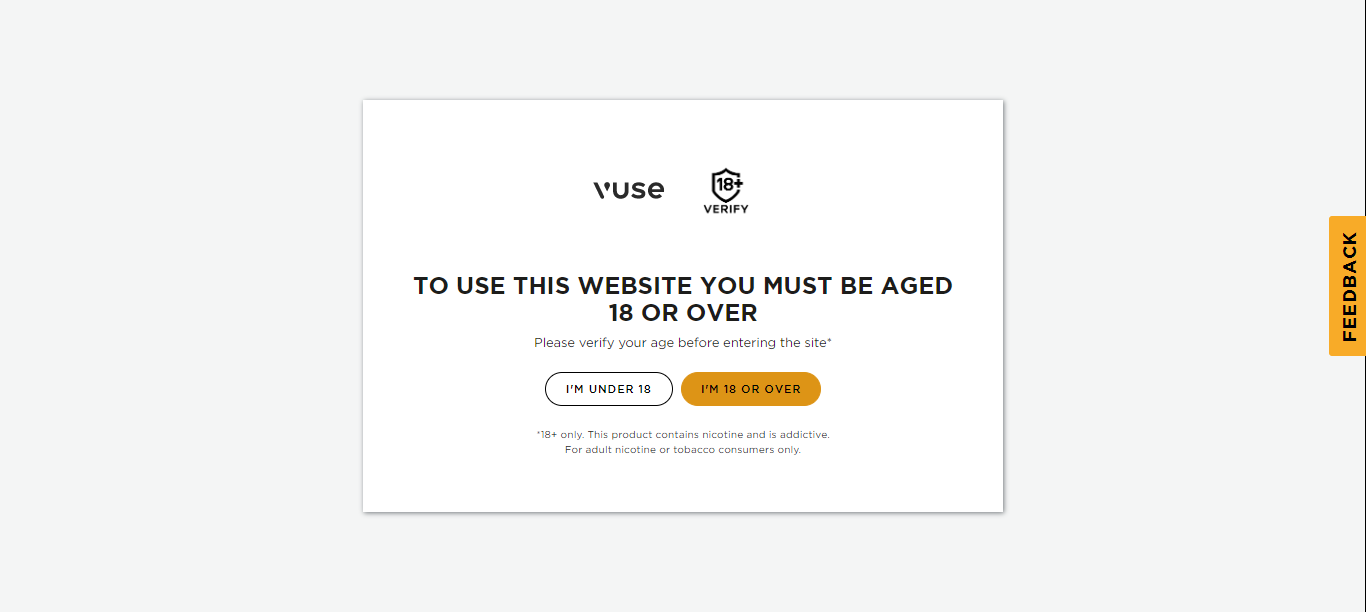 vuse
18+
VERIFY
TO USE THIS WEBSITE YOU MUST BE AGED
18 OR OVER
Please verify your age before entering the site*
I'M UNDER 18
I'M 18 OR OVER
*18+ only. This product contains nicotine and is addictive.
For adult nicotine or tobacco consumers only.
FEEDBACK